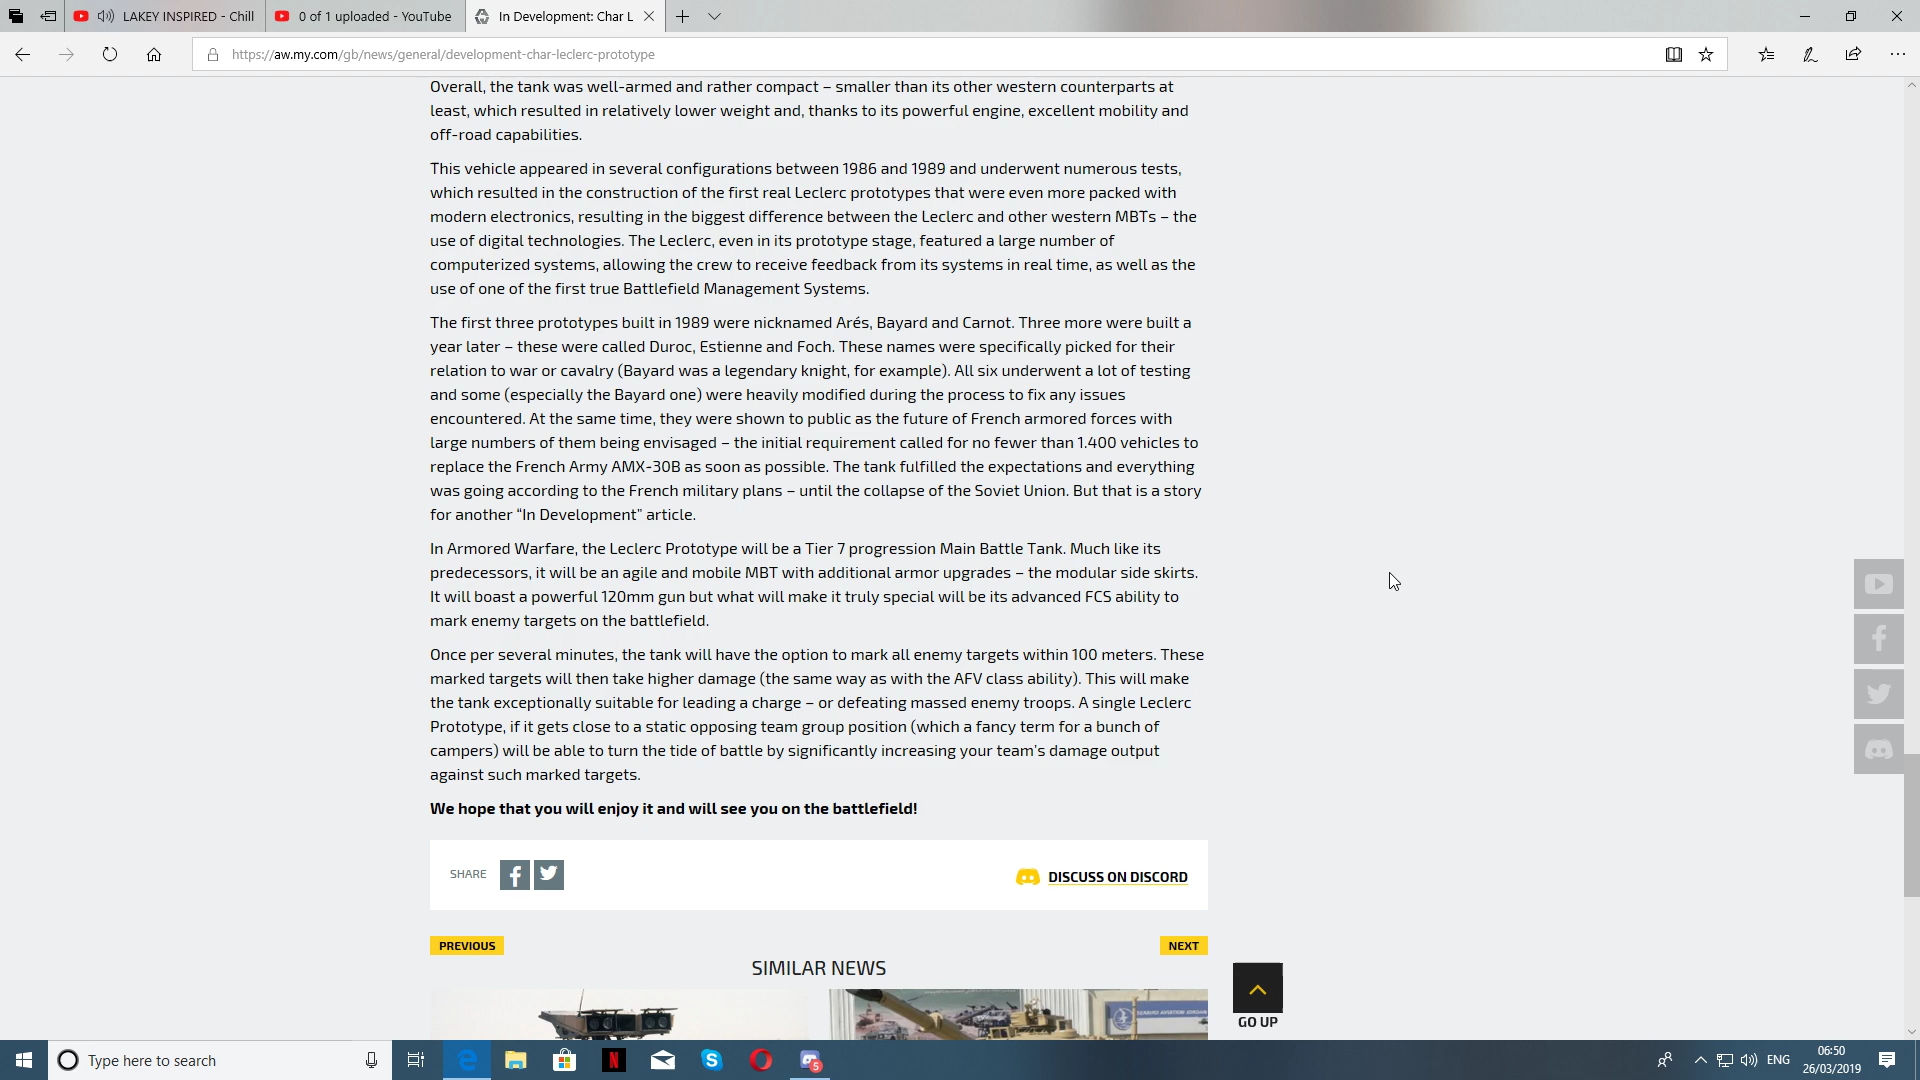 LAKEY INSPIRED - Chill
0 of 1 uploaded - YouTube
In Development: Char L
https://aw.my.com/gb/news/general/development-char-leclerc-prototype
Overall, the tank was well-armed and rather compact – smaller than its other western counterparts at
least, which resulted in relatively lower weight and, thanks to its powerful engine, excellent mobility and
off-road capabilities.
This vehicle appeared in several configurations between 1986 and 1989 and underwent numerous tests,
which resulted in the construction of the first real Leclerc prototypes that were even more packed with
modern electronics, resulting in the biggest difference between the Leclerc and other western MBTs – the
use of digital technologies. The Leclerc, even in its prototype stage, featured a large number of
computerized systems, allowing the crew to receive feedback from its systems in real time, as well as the
use of one of the first true Battlefield Management Systems.
The first three prototypes built in 1989 were nicknamed Arés, Bayard and Carnot. Three more were built a
year later – these were called Duroc, Estienne and Foch. These names were specifically picked for their
relation to war or cavalry (Bayard was a legendary knight, for example). All six underwent a lot of testing
and some (especially the Bayard one) were heavily modified during the process to fix any issues
encountered. At the same time, they were shown to public as the future of French armored forces with
large numbers of them being envisaged – the initial requirement called for no fewer than 1.400 vehicles to
replace the French Army AMX-30B as soon as possible. The tank fulfilled the expectations and everything
was going according to the French military plans – until the collapse of the Soviet Union. But that is a story
for another “In Development” article.
In Armored Warfare, the Leclerc Prototype will be a Tier 7 progression Main Battle Tank. Much like its
predecessors, it will be an agile and mobile MBT with additional armor upgrades – the modular side skirts.
It will boast a powerful 120mm gun but what will make it truly special will be its advanced FCS ability to
mark enemy targets on the battlefield.
Once per several minutes, the tank will have the option to mark all enemy targets within 100 meters. These
marked targets will then take higher damage (the same way as with the AFV class ability). This will make
the tank exceptionally suitable for leading a charge – or defeating massed enemy troops. A single Leclerc
Prototype, if it gets close to a static opposing team group position (which a fancy term for a bunch of
campers) will be able to turn the tide of battle by significantly increasing your team’s damage output
against such marked targets.
We hope that you will enjoy it and will see you on the battlefield!
SHARE
DISCUSS ON DISCORD
PREVIOUS
NEXT
SIMILAR NEWS
GO UP
Type here to search
N
5
ENG
06:50
26/03/2019